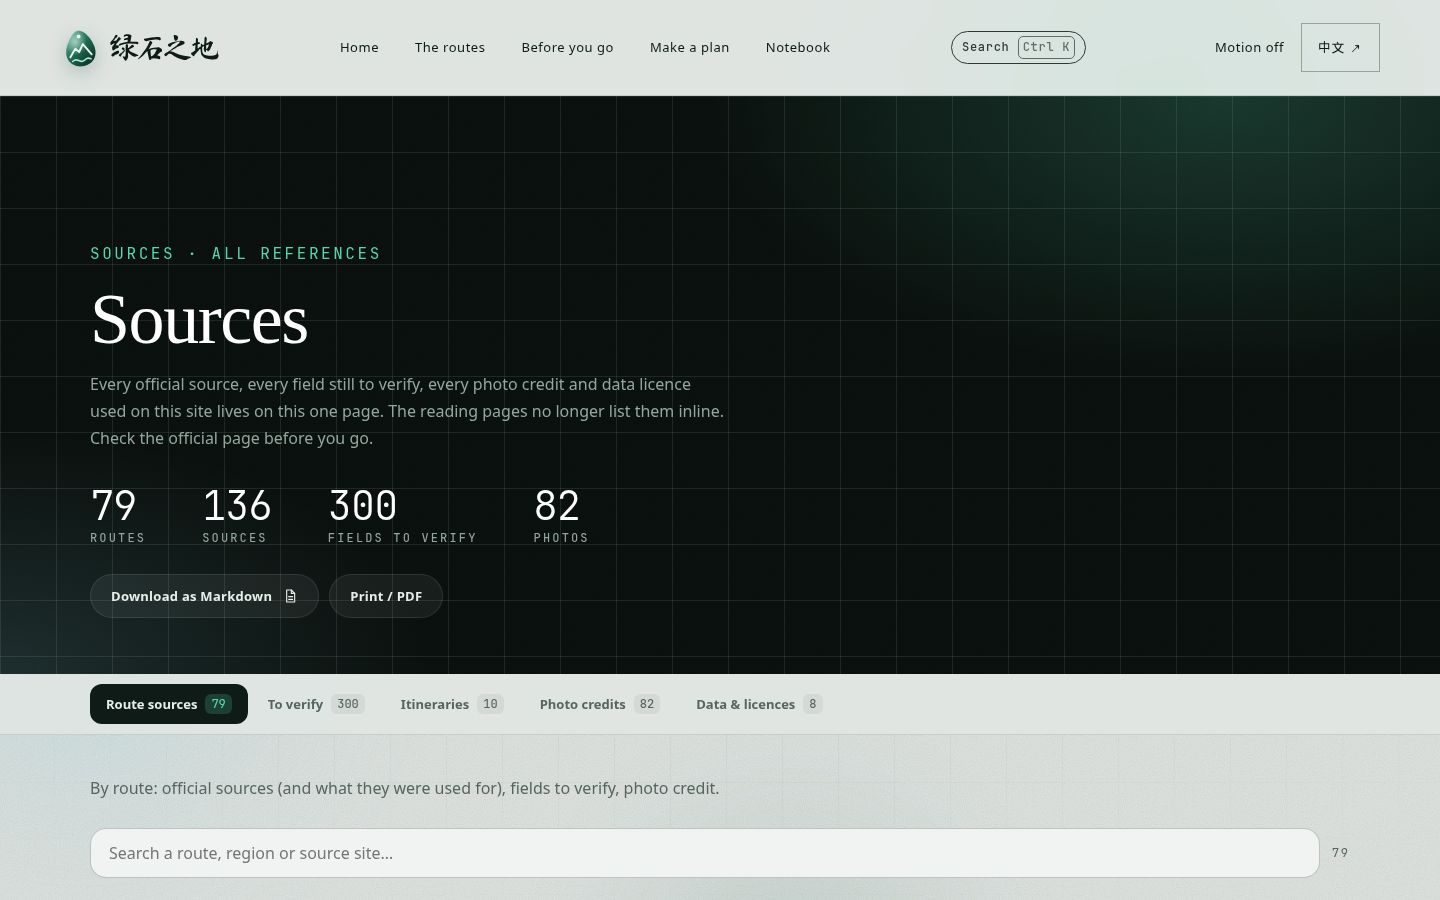 绿石之地
Home
The routes
Before you go
Make a plan
Notebook
Search Ctrl K
Motion off
中文 ↗
SOURCES · ALL REFERENCES
Sources
Every official source, every field still to verify, every photo credit and data licence
used on this site lives on this one page. The reading pages no longer list them inline.
Check the official page before you go.
79 136 300 82
ROUTES SOURCES FIELDS TO VERIFY PHOTOS
Download as Markdown
Print / PDF
Route sources 79
To verify 300
Itineraries 10
Photo credits 82
Data & licences 8
By route: official sources (and what they were used for), fields to verify, photo credit.
Search a route, region or source site...
79